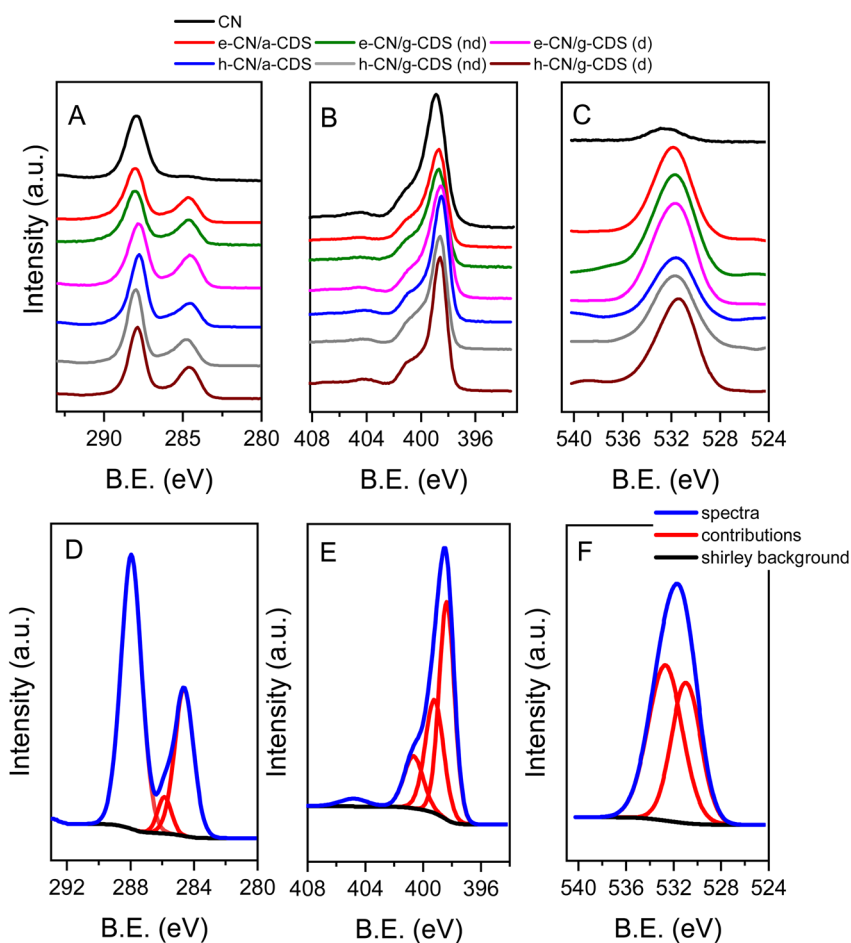 CN
e-CN/a-CDS e-CN/g-CDS (nd) e-CN/g-CDS (d)
h-CN/a-CDS h-CN/g-CDS (nd) h-CN/g-CDS (d)
A B C
Intensity (a.u.)
290 285 280
408 404 400 396
540 536 532 528 524
B.E. (eV) B.E. (eV) B.E. (eV)
spectra
contributions
shirley background
D E F
Intensity (a.u.) Intensity (a.u.) Intensity (a.u.)
292 288 284 280
408 404 400 396
540 536 532 528 524
B.E. (eV) B.E. (eV) B.E. (eV)